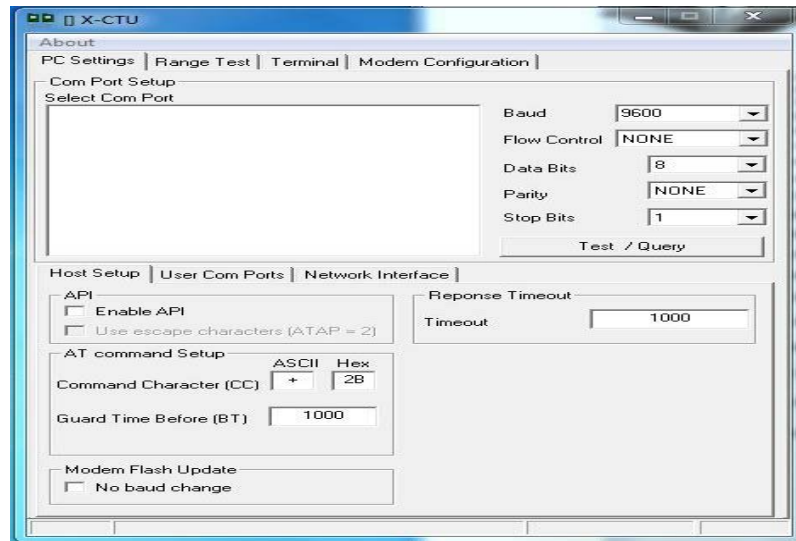 X-CTU
About
PC Settings Range Test Terminal Modem Configuration
Com Port Setup
Select Com Port
Baud 9600
Flow Control NONE
Data Bits 8
Parity NONE
Stop Bits 1
Test / Query
Host Setup User Com Ports Network Interface
API
Enable API
Use escape characters (ATAP = 2)
Reponse Timeout
Timeout 1000
AT command Setup
ASCII Hex
Command Character (CC) + 2B
Guard Time Before (BT) 1000
Modem Flash Update
No baud change